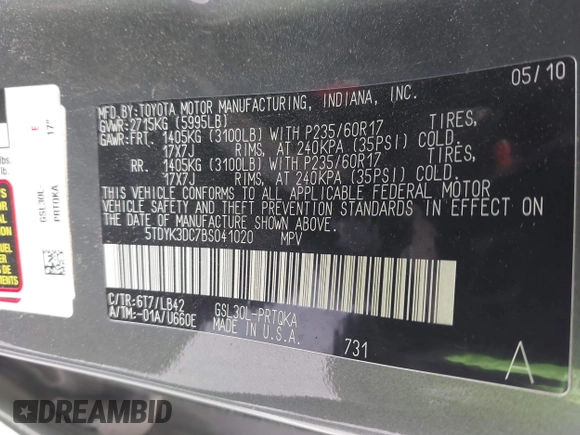 05/10
MFD.BY:TOYOTA MOTOR MANUFACTURING, INDIANA, INC.
GVWR:2715KG (5995LB)
GAWR:FRT. 1405KG (3100LB) WITH P235/60R17 TIRES,
17X7J RIMS, AT 240KPA (35PSI) COLD.
RR. 1405KG (3100LB) WITH P235/60R17 TIRES,
17X7J RIMS, AT 240KPA (35PSI) COLD.
THIS VEHICLE CONFORMS TO ALL APPLICABLE FEDERAL MOTOR
VEHICLE SAFETY AND THEFT PREVENTION STANDARDS IN EFFECT ON
THE DATE OF MANUFACTURE SHOWN ABOVE.
5TDYK3DC7BS041020 MPV
C/TR:6T7/LB42 GSL30L-PRTQKA
A/TM:-01A/U660E MADE IN U.S.A.
731
A
E
17"
GSL30L
PRTQKA
lbs.
lb.
DREAMBID